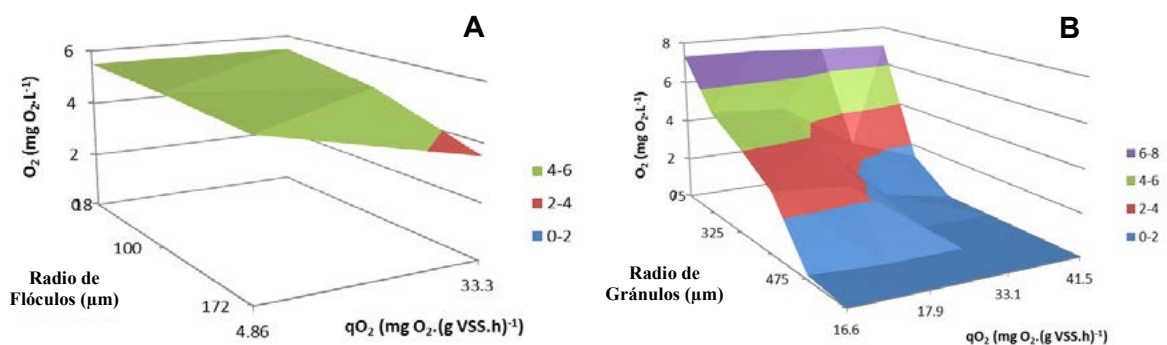 A
6
4
2
0
18
100
172
4.86
33.3
O₂ (mg O₂.L⁻¹)
Radio de
Flóculos (µm)
qO₂ (mg O₂.(g VSS.h)⁻¹)
4-6
2-4
0-2
B
8
6
4
2
0
75
325
475
16.6
17.9
33.1
41.5
O₂ (mg O₂.L⁻¹)
Radio de
Gránulos (µm)
qO₂ (mg O₂.(g VSS.h)⁻¹)
6-8
4-6
2-4
0-2